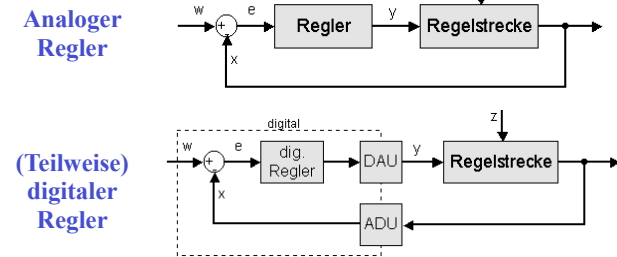 Analoger
Regler
w
e
Regler
y
Regelstrecke
x
(Teilweise)
digitaler
Regler
digital
w
e
dig.
Regler
DAU
y
z
Regelstrecke
x
ADU